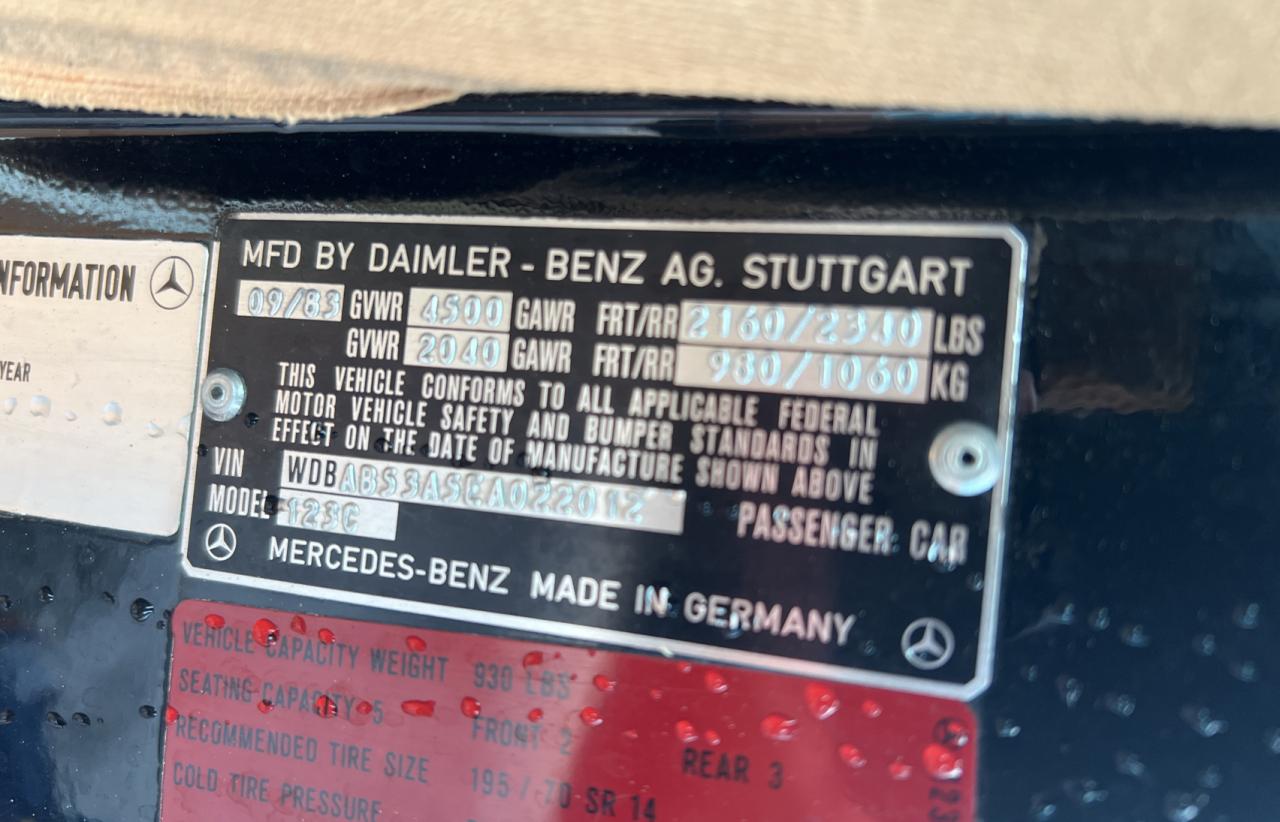 NFORMATION
YEAR
MFD BY DAIMLER - BENZ AG. STUTTGART
09/83 GVWR 4500 GAWR FRT/RR 2160/2340 LBS
GVWR 2040 GAWR FRT/RR 980/1060 KG
THIS VEHICLE CONFORMS TO ALL APPLICABLE FEDERAL
MOTOR VEHICLE SAFETY AND BUMPER STANDARDS IN
EFFECT ON THE DATE OF MANUFACTURE SHOWN ABOVE
VIN WDBAB53A5EA022012
MODEL 123C PASSENGER CAR
MERCEDES-BENZ MADE IN GERMANY
VEHICLE CAPACITY WEIGHT 930 LBS
SEATING CAPACITY 5 FRONT 2 REAR 3
RECOMMENDED TIRE SIZE 195 / 70 SR 14
COLD TIRE PRESSURE